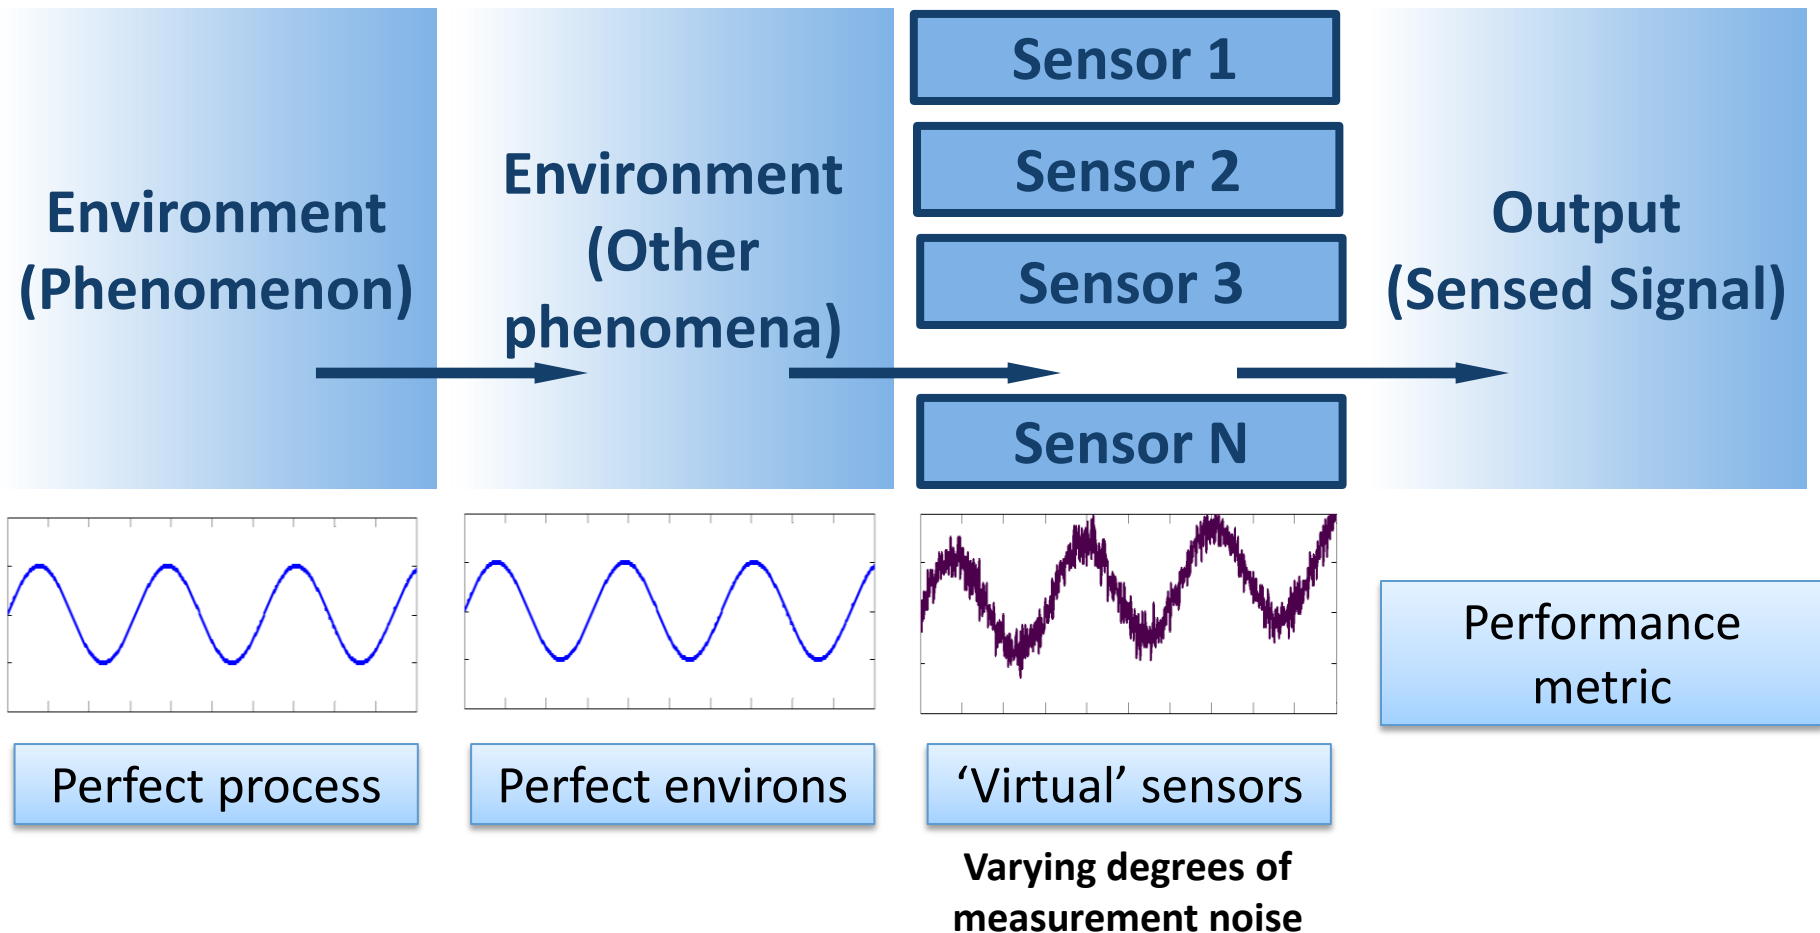 Environment
(Phenomenon)
Environment
(Other
phenomena)
Sensor 1
Sensor 2
Sensor 3
Sensor N
Output
(Sensed Signal)
Perfect process
Perfect environs
‘Virtual’ sensors
Varying degrees of
measurement noise
Performance
metric